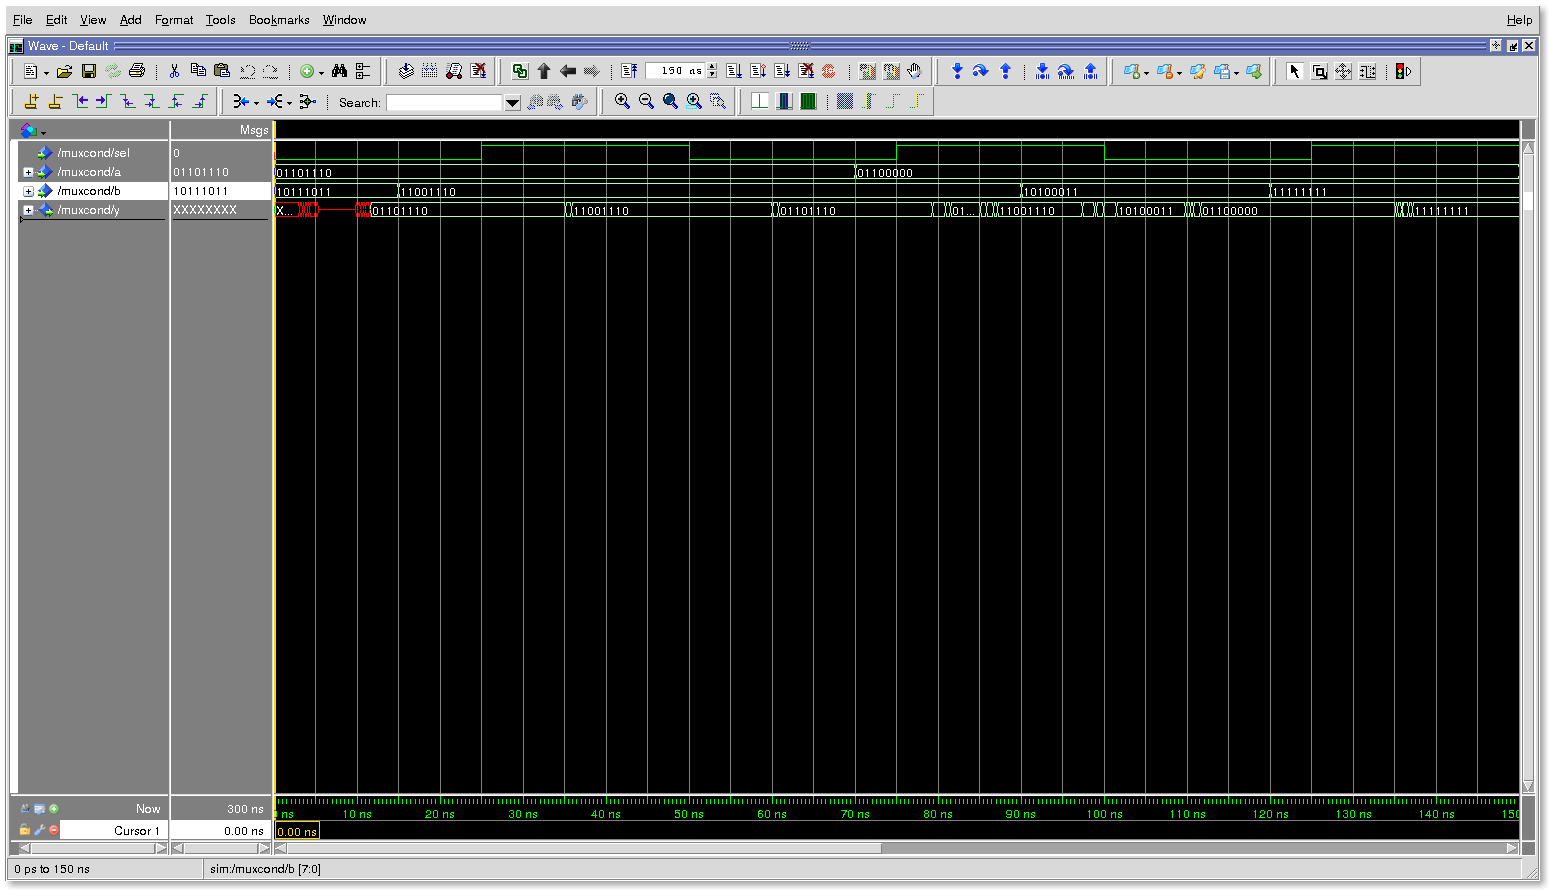 File Edit View Add Format Tools Bookmarks Window Help
Wave - Default
Search:
Msgs
/muxcond/sel 0
/muxcond/a 01101110 01101110 01100000
/muxcond/b 10111011 10111011 11001110 10100011 11111111
/muxcond/y XXXXXXXX X... 01101110 11001110 01101110 01... 11001110 10100011 01100000 11111111
Now 300 ns ns 10 ns 20 ns 30 ns 40 ns 50 ns 60 ns 70 ns 80 ns 90 ns 100 ns 110 ns 120 ns 130 ns 140 ns 150
Cursor 1 0.00 ns 0.00 ns
0 ps to 150 ns sim:/muxcond/b [7:0]